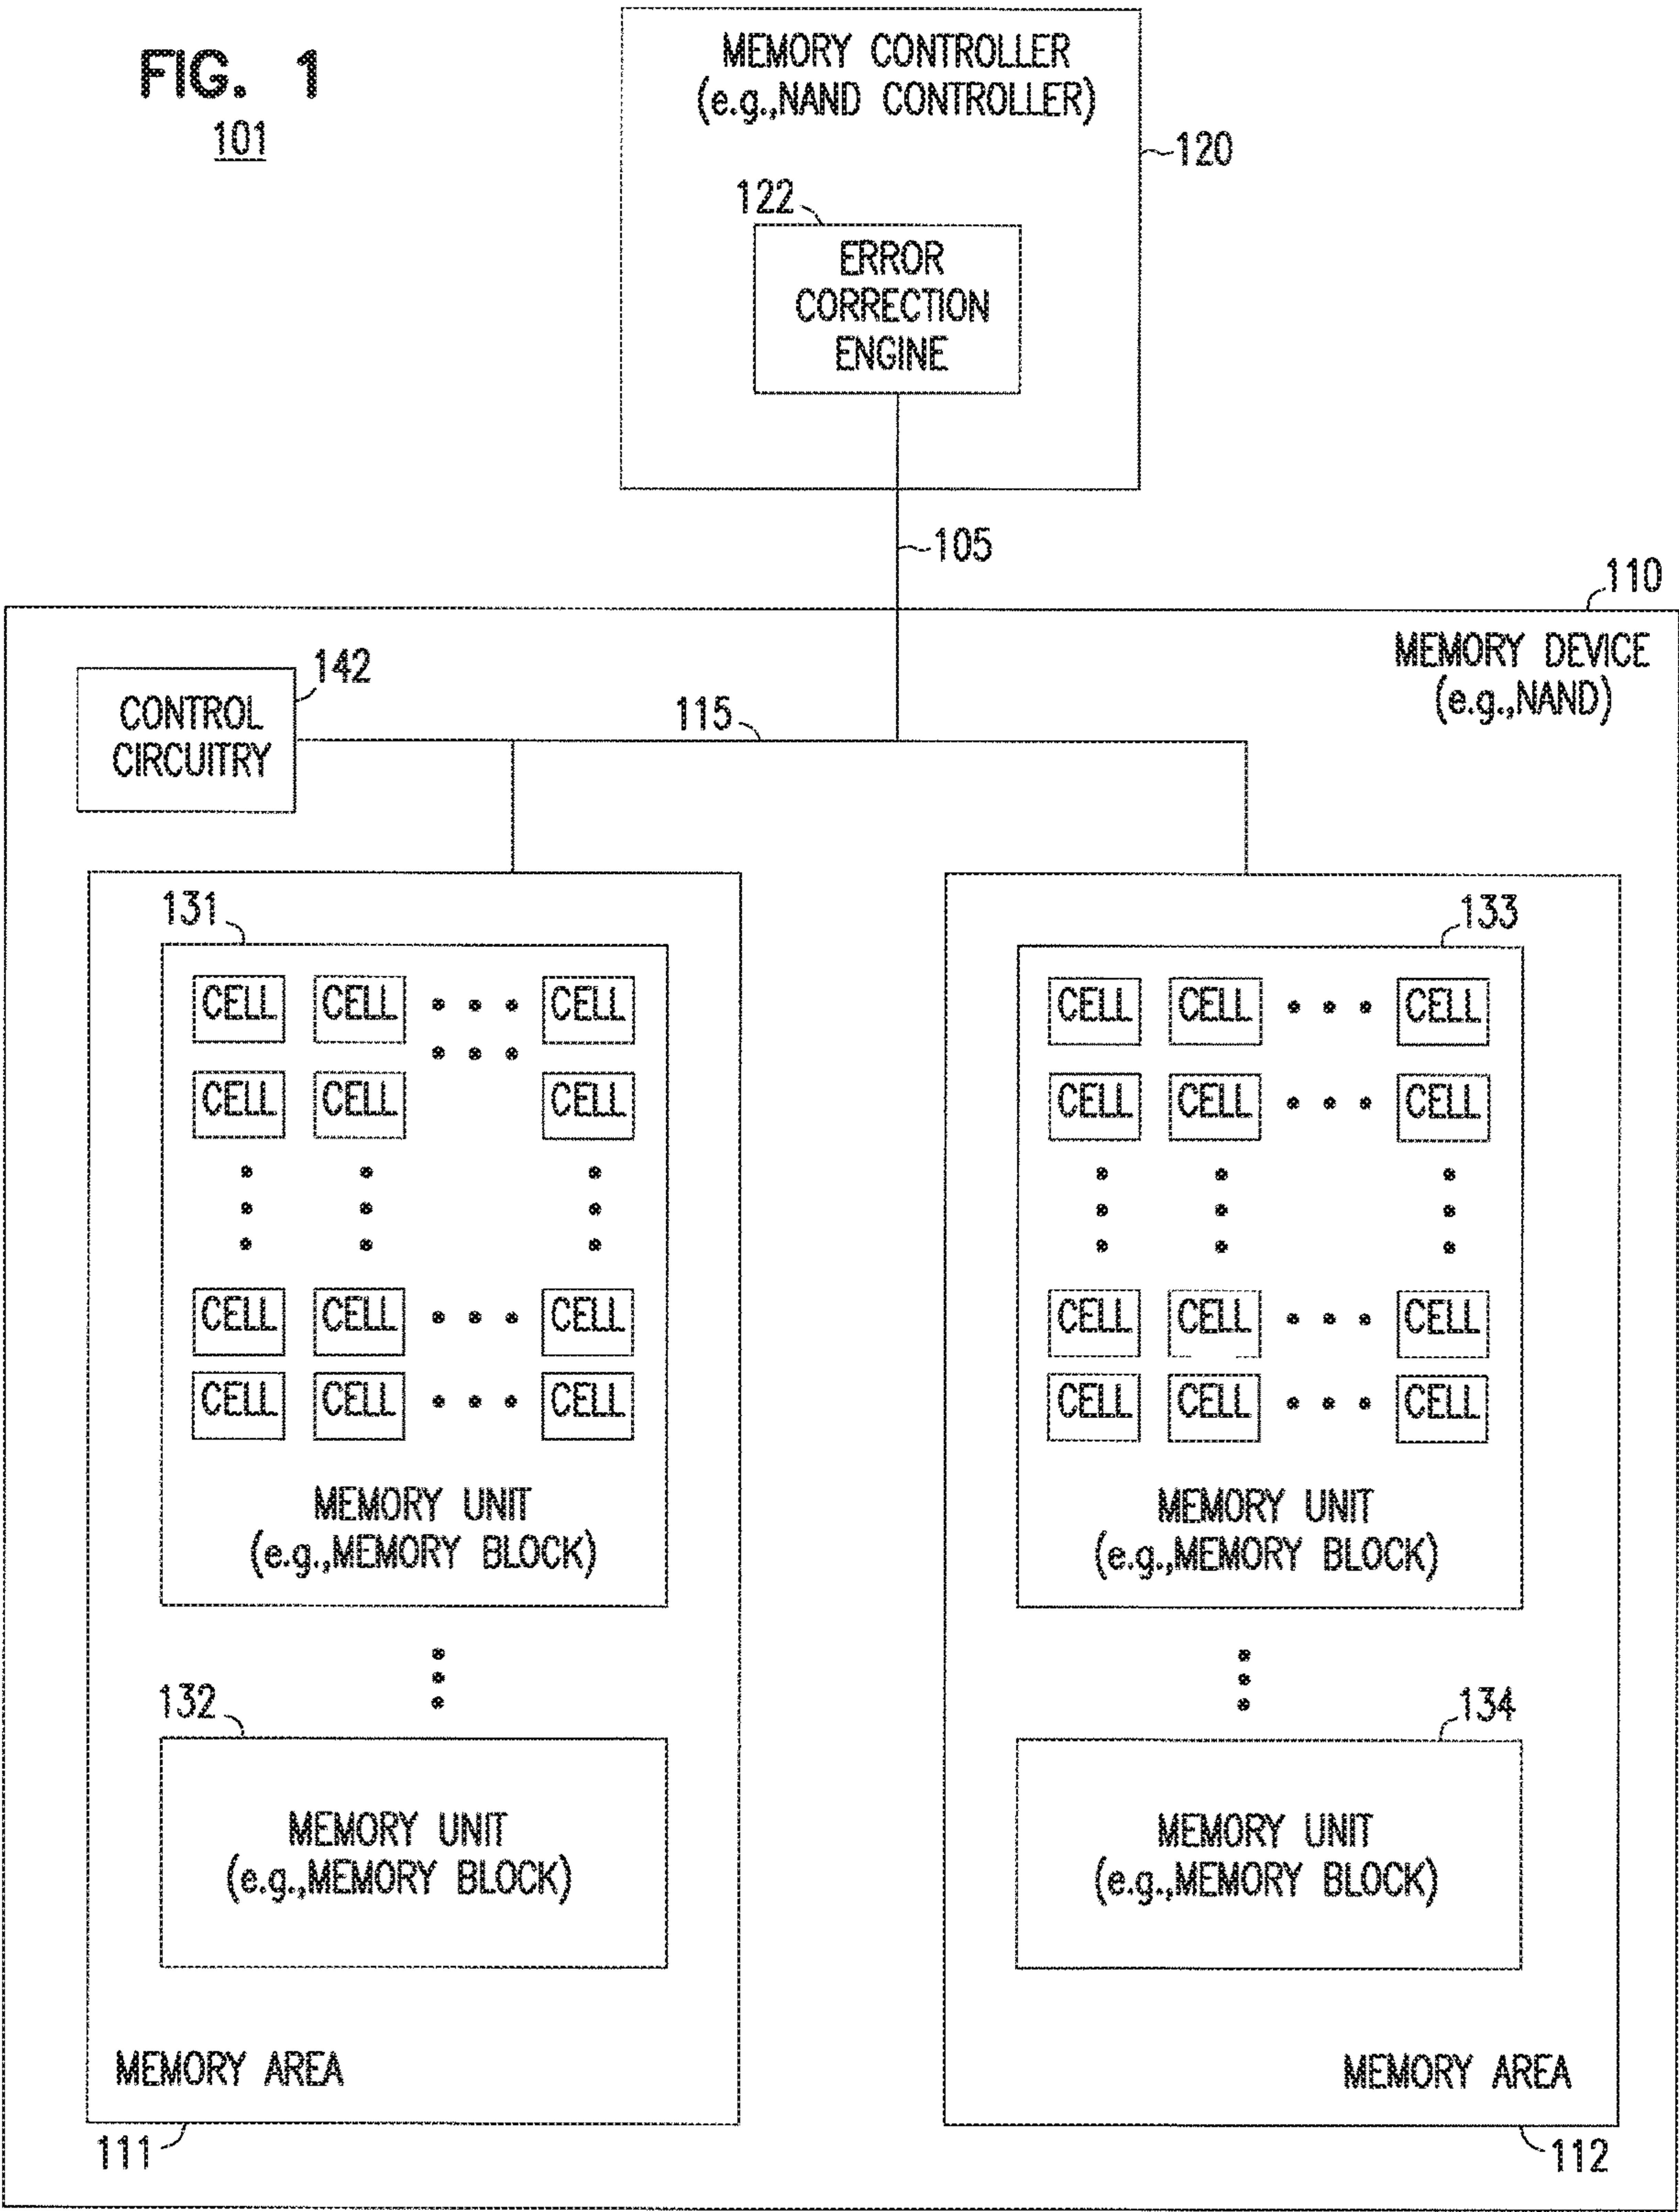 FIG. 1
101
MEMORY CONTROLLER
(e.g.,NAND CONTROLLER)
120
122
ERROR
CORRECTION
ENGINE
105
110
MEMORY DEVICE
(e.g.,NAND)
142
CONTROL
CIRCUITRY
115
131
CELL CELL CELL
CELL CELL CELL
CELL CELL CELL
CELL CELL CELL
MEMORY UNIT
(e.g.,MEMORY BLOCK)
132
MEMORY UNIT
(e.g.,MEMORY BLOCK)
MEMORY AREA
111
133
CELL CELL CELL
CELL CELL CELL
CELL CELL CELL
CELL CELL CELL
MEMORY UNIT
(e.g.,MEMORY BLOCK)
134
MEMORY UNIT
(e.g.,MEMORY BLOCK)
MEMORY AREA
112